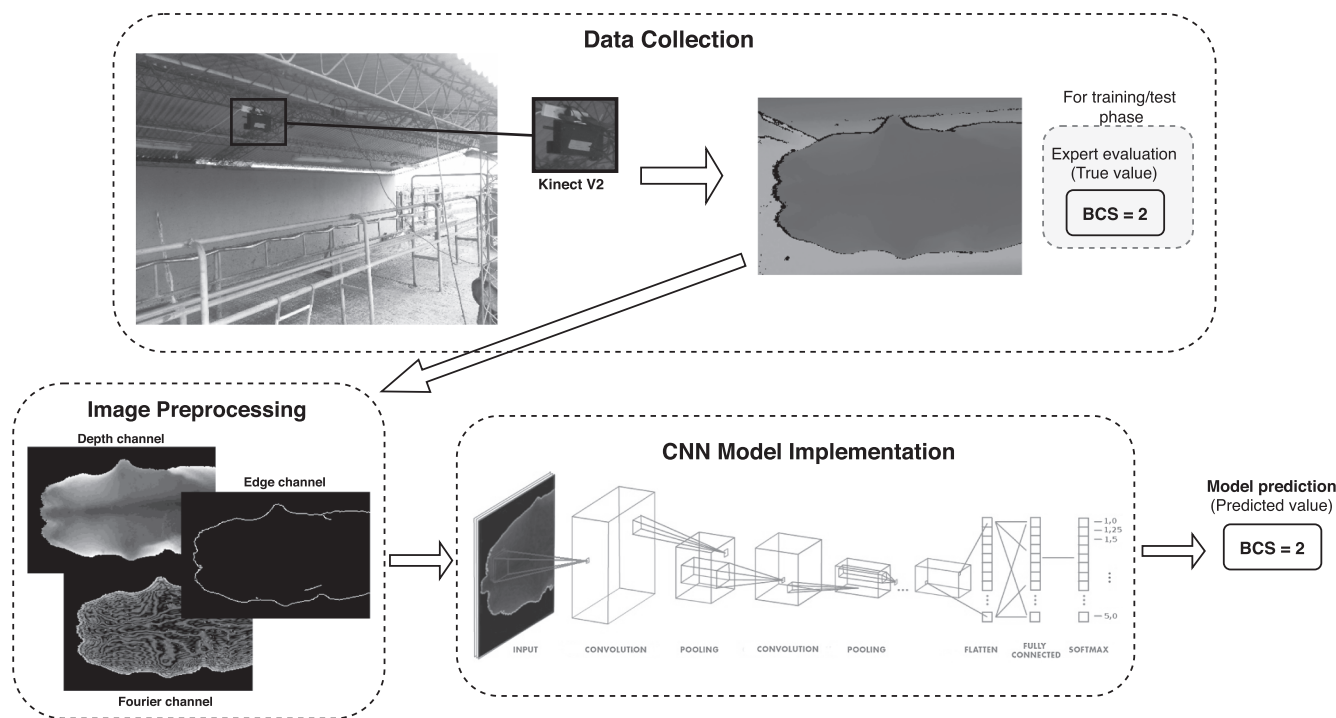 Data Collection
Kinect V2
For training/test
phase
Expert evaluation
(True value)
BCS = 2
Image Preprocessing
Depth channel
Edge channel
Fourier channel
CNN Model Implementation
1,0
1,25
1,5
5,0
INPUT
CONVOLUTION
POOLING
CONVOLUTION
POOLING
FLATTEN
FULLY
CONNECTED
SOFTMAX
Model prediction
(Predicted value)
BCS = 2